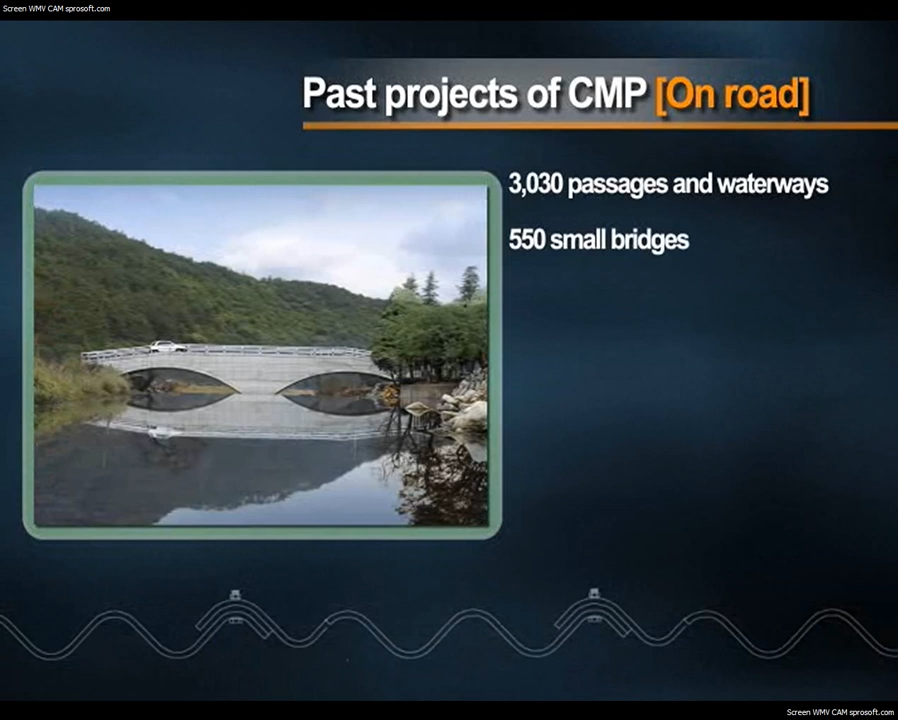 Screen WMV CAM sprosoft.com
Past projects of CMP [On road]
3,030 passages and waterways
550 small bridges
Screen WMV CAM sprosoft.com